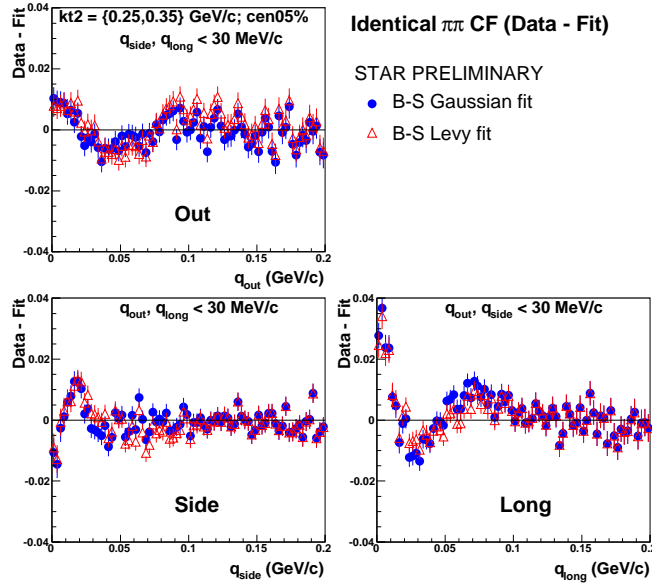 kt2 = {0.25,0.35} GeV/c; cen05%
q_side, q_long < 30 MeV/c
Data - Fit
0.04
0.02
0
-0.02
-0.04
Out
0 0.05 0.1 0.15 0.2
q_out (GeV/c)
Identical ππ CF (Data - Fit)
STAR PRELIMINARY
B-S Gaussian fit
B-S Levy fit
q_out, q_long < 30 MeV/c
Data - Fit
0.04
0.02
0
-0.02
-0.04
Side
0 0.05 0.1 0.15 0.2
q_side (GeV/c)
q_out, q_side < 30 MeV/c
Data - Fit
0.04
0.02
0
-0.02
-0.04
Long
0 0.05 0.1 0.15 0.2
q_long (GeV/c)